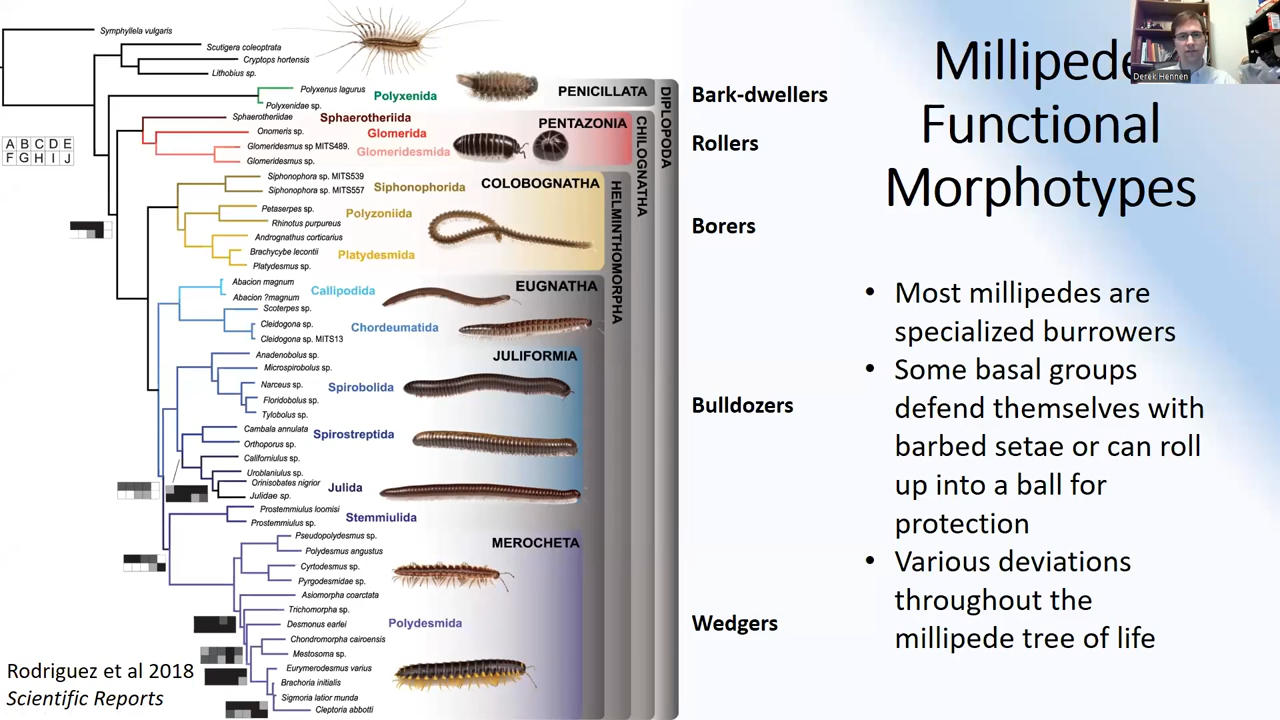 Symphyllela vulgaris
Scutigera coleoptrata
Cryptops hortensis
Lithobius sp.
Polyxenus lagurus
Polyxenidae sp.
Polyxenida
PENICILLATA
Sphaerotheriidae
Sphaerotheriida
Onomeris sp.
Glomerida
Glomeridesmus sp MITS489.
Glomeridesmida
Glomeridesmus sp.
PENTAZONIA
A B C D E
F G H I J
Siphonophora sp. MITS539
Siphonophora sp. MITS557
Siphonophorida
COLOBOGNATHA
Petaserpes sp.
Rhinotus purpureus
Polyzoniida
Andrognathus corticarius
Brachycybe lecontii
Platydesmus sp.
Platydesmida
Abacion magnum
Abacion ?magnum
Callipodida
EUGNATHA
Scoterpes sp.
Cleidogona sp.
Cleidogona sp. MITS13
Chordeumatida
Anadenobolus sp.
Microspirobolus sp.
Narceus sp.
Floridobolus sp.
Tylobolus sp.
Spirobolida
JULIFORMIA
Cambala annulata
Orthoporus sp.
Spirostreptida
Californiulus sp.
Uroblaniulus sp.
Orinisobates nigrior
Julidae sp.
Julida
Prostemmiulus loomisi
Prostemmiulus sp.
Stemmiulida
Pseudopolydesmus sp.
Polydesmus angustus
Cyrtodesmus sp.
Pyrgodesmidae sp.
MEROCHETA
Asiomorpha coarctata
Trichomorpha sp.
Desmonus earlei
Polydesmida
Chondromorpha cairoensis
Mestosoma sp.
Eurymerodesmus varius
Brachoria initialis
Sigmoria latior munda
Cleptoria abbotti
HELMINTHOMORPHA
CHILOGNATHA
DIPLOPODA
Rodriguez et al 2018
Scientific Reports
Bark-dwellers
Rollers
Borers
Bulldozers
Wedgers
Millipede
Functional
Morphotypes
• Most millipedes are
specialized burrowers
• Some basal groups
defend themselves with
barbed setae or can roll
up into a ball for
protection
• Various deviations
throughout the
millipede tree of life
Derek Hennen